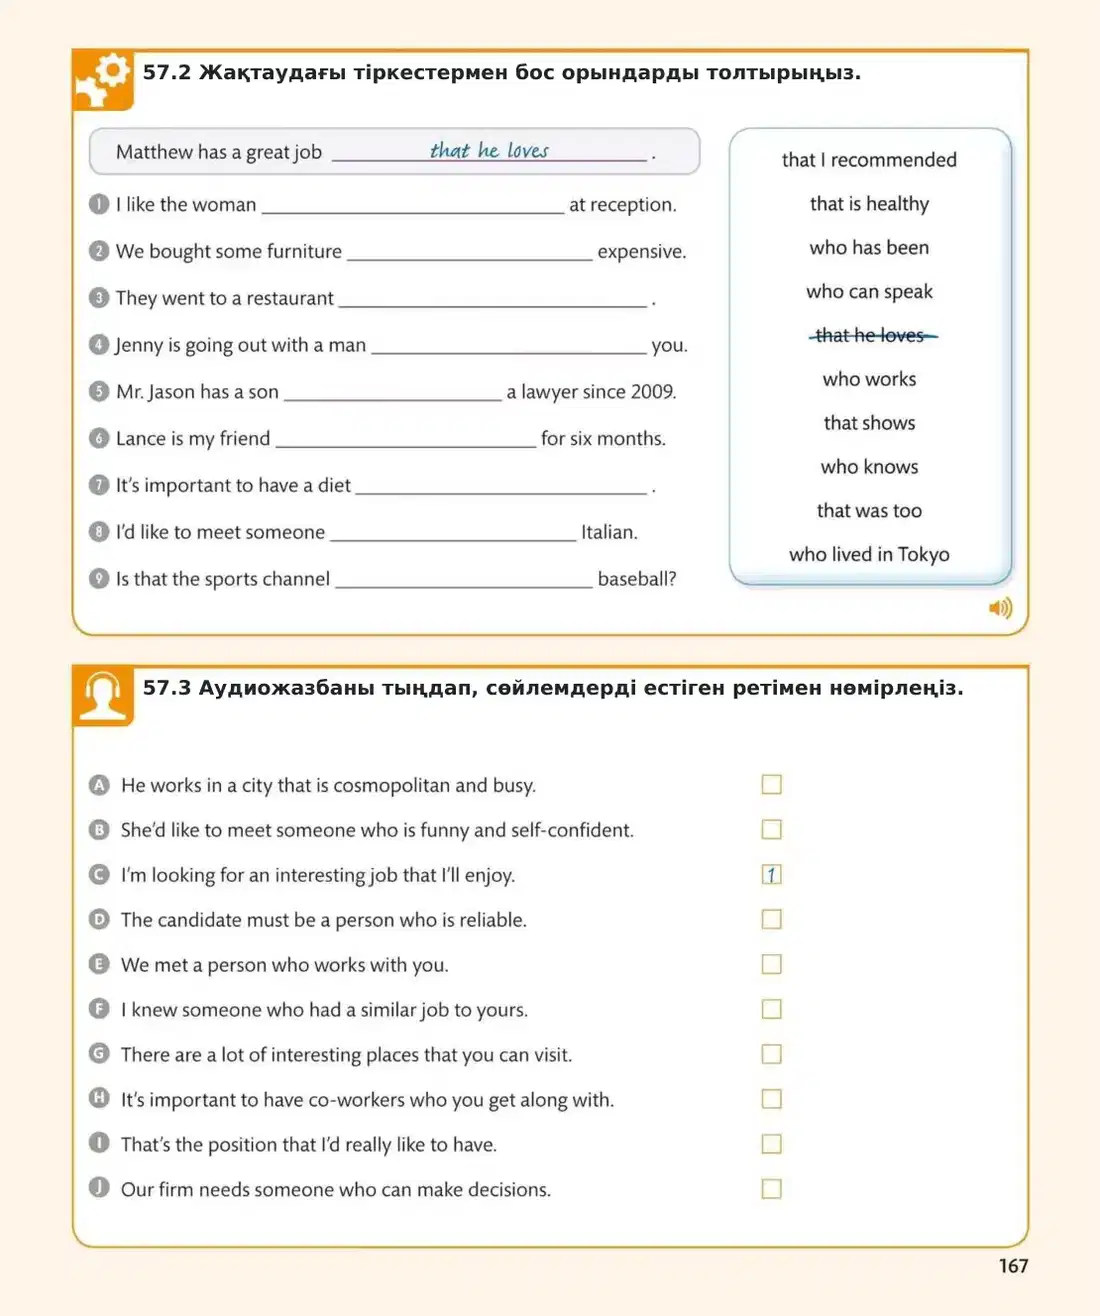 57.2 Жақтаудағы тіркестермен бос орындарды толтырыңыз.
Matthew has a great job that he loves .
1 I like the woman ______ at reception.
2 We bought some furniture ______ expensive.
3 They went to a restaurant ______ .
4 Jenny is going out with a man ______ you.
5 Mr. Jason has a son ______ a lawyer since 2009.
6 Lance is my friend ______ for six months.
7 It's important to have a diet ______ .
8 I'd like to meet someone ______ Italian.
9 Is that the sports channel ______ baseball?
that I recommended
that is healthy
who has been
who can speak
that he loves
who works
that shows
who knows
that was too
who lived in Tokyo
57.3 Аудиожазбаны тыңдап, сөйлемдерді естіген ретімен нөмірлеңіз.
A He works in a city that is cosmopolitan and busy.
B She'd like to meet someone who is funny and self-confident.
C I'm looking for an interesting job that I'll enjoy. 1
D The candidate must be a person who is reliable.
E We met a person who works with you.
F I knew someone who had a similar job to yours.
G There are a lot of interesting places that you can visit.
H It's important to have co-workers who you get along with.
I That's the position that I'd really like to have.
J Our firm needs someone who can make decisions.
167